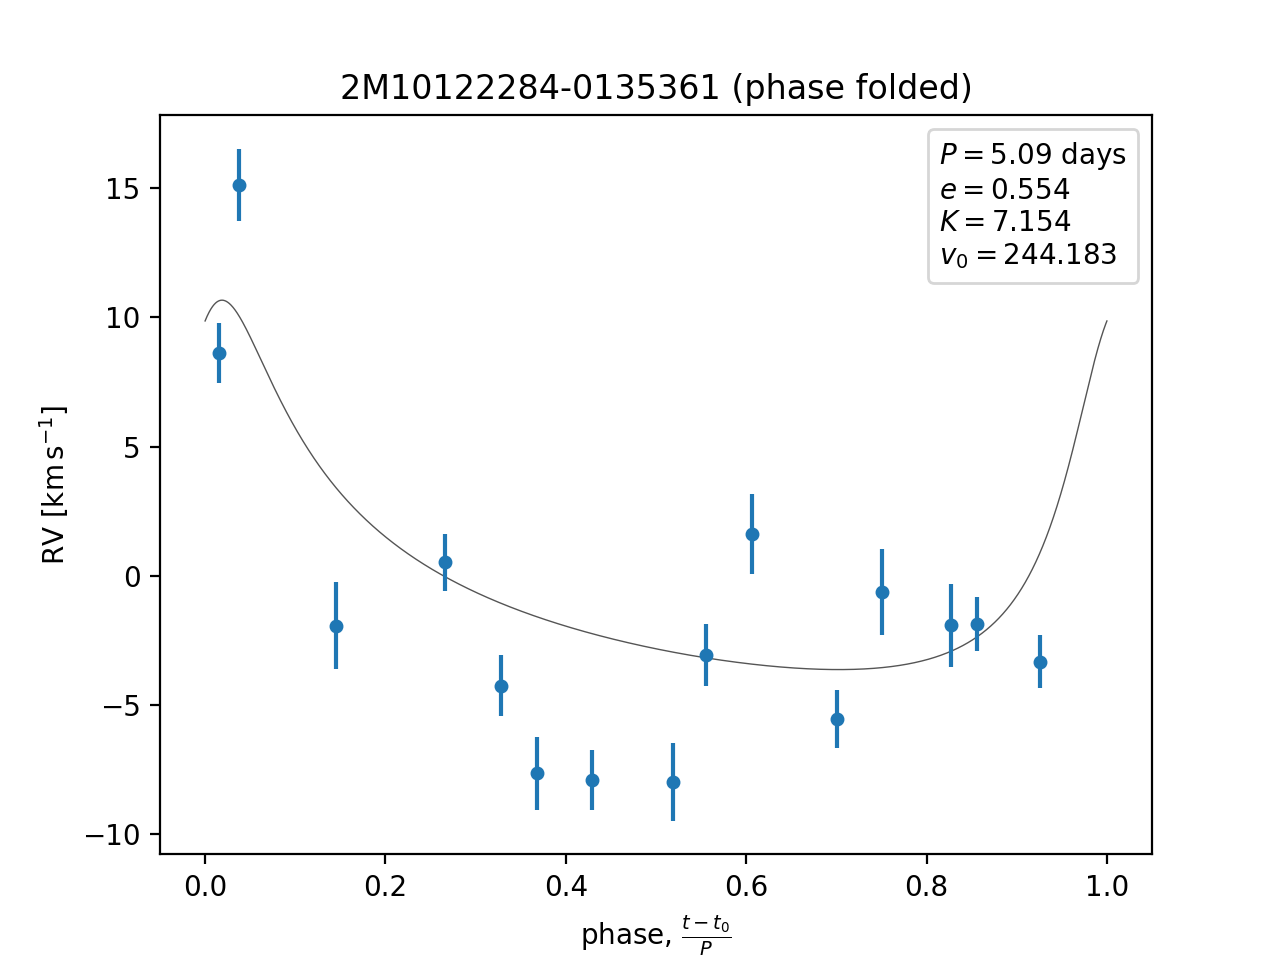 2M10122284-0135361 (phase folded)
P = 5.09 days
e = 0.554
K = 7.154
v₀ = 244.183
15
10
5
0
−5
−10
RV [km s⁻¹]
0.0 0.2 0.4 0.6 0.8 1.0
phase, (t − t₀)/P